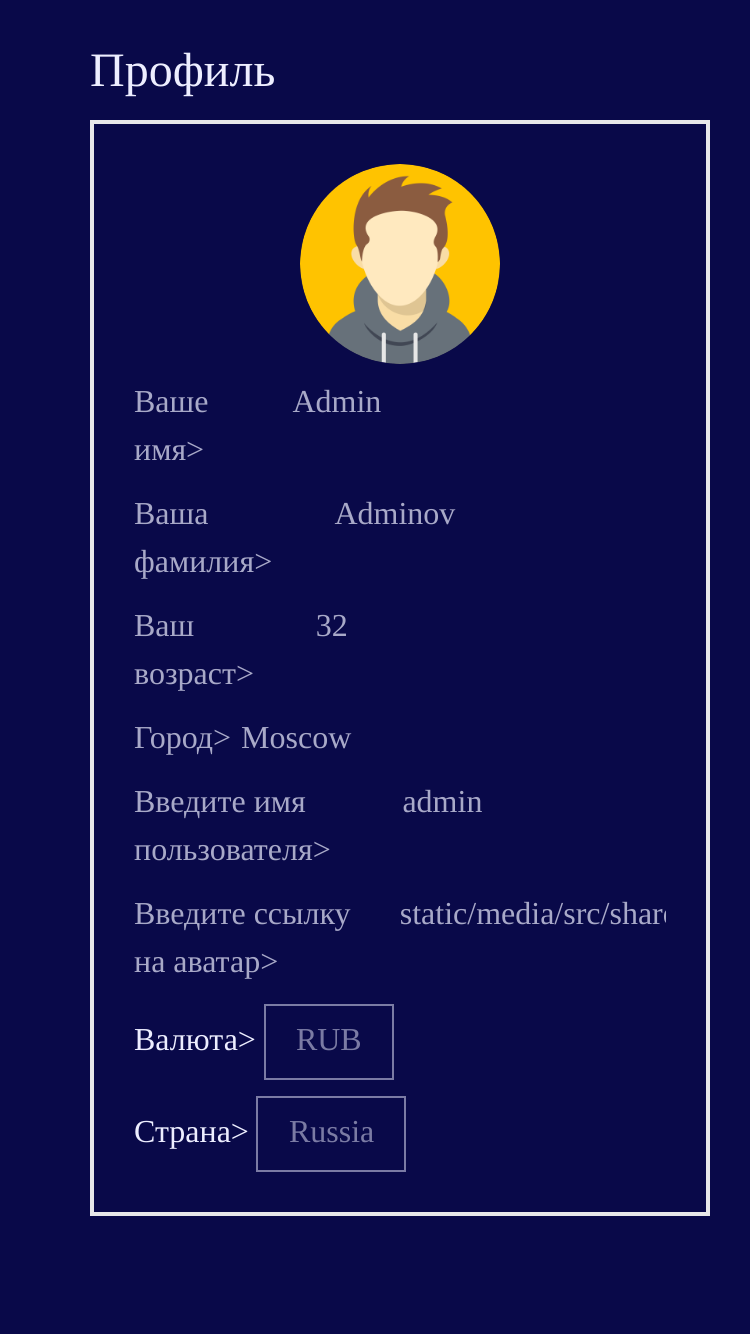 Профиль
Ваше Admin
имя>
Ваша Adminov
фамилия>
Ваш 32
возраст>
Город> Moscow
Введите имя admin
пользователя>
Введите ссылку static/media/src/share
на аватар>
Валюта> RUB
Страна> Russia